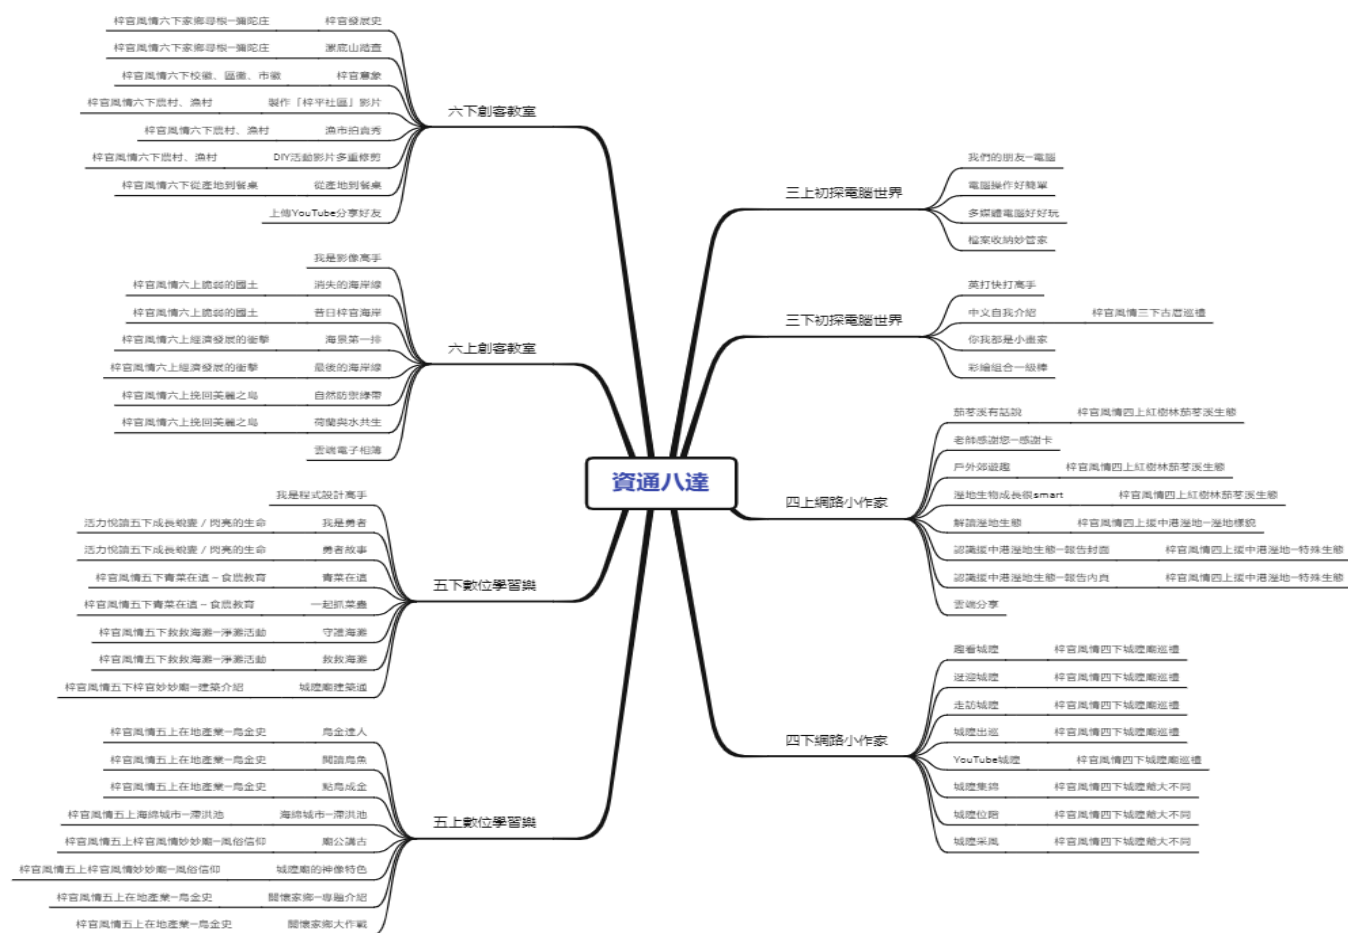 資通八達
六下創客教室
梓官風情六下家鄉尋根–彌陀庄 梓官發展史
梓官風情六下家鄉尋根–彌陀庄 漯底山踏查
梓官風情六下校徽、區徽、市徽 梓官意象
梓官風情六下農村、漁村 製作「梓平社區」影片
梓官風情六下農村、漁村 漁市拍賣秀
梓官風情六下農村、漁村 DIY活動影片多重修剪
梓官風情六下從產地到餐桌 從產地到餐桌
上傳YouTube分享好友
六上創客教室
我是影像高手
梓官風情六上脆弱的國土 消失的海岸線
梓官風情六上脆弱的國土 昔日梓官海岸
梓官風情六上經濟發展的衝擊 海景第一排
梓官風情六上經濟發展的衝擊 最後的海岸線
梓官風情六上挽回美麗之島 自然防禦綠帶
梓官風情六上挽回美麗之島 荷蘭與水共生
雲端電子相簿
五下數位學習樂
我是程式設計高手
活力悅讀五下成長蛻變 / 閃亮的生命 我是勇者
活力悅讀五下成長蛻變 / 閃亮的生命 勇者故事
梓官風情五下青菜在這 – 食農教育 青菜在這
梓官風情五下青菜在這 – 食農教育 一起抓菜蟲
梓官風情五下救救海灘–淨灘活動 守護海灘
梓官風情五下救救海灘–淨灘活動 救救海灘
梓官風情五下梓官妙妙廟–建築介紹 城隍廟建築通
五上數位學習樂
梓官風情五上在地產業–烏金史 烏金達人
梓官風情五上在地產業–烏金史 閱讀烏魚
梓官風情五上在地產業–烏金史 點烏成金
梓官風情五上海綿城市–滯洪池 海綿城市–滯洪池
梓官風情五上梓官風情妙妙廟–風俗信仰 廟公講古
梓官風情五上梓官風情妙妙廟–風俗信仰 城隍廟的神像特色
梓官風情五上在地產業–烏金史 關懷家鄉–專題介紹
梓官風情五上在地產業–烏金史 關懷家鄉大作戰
三上初探電腦世界
我們的朋友–電腦
電腦操作好簡單
多媒體電腦好好玩
檔案收納妙管家
三下初探電腦世界
英打快打高手
中文自我介紹 梓官風情三下古厝巡禮
你我都是小畫家
彩繪組合一級棒
四上網路小作家
茄苳溪有話說 梓官風情四上紅樹林茄苳溪生態
老師感謝您–感謝卡
戶外郊遊趣 梓官風情四上紅樹林茄苳溪生態
溼地生物成長很smart 梓官風情四上紅樹林茄苳溪生態
解讀溼地生態 梓官風情四上援中港溼地–溼地樣貌
認識援中港溼地生態–報告封面 梓官風情四上援中港溼地–特殊生態
認識援中港溼地生態–報告內頁 梓官風情四上援中港溼地–特殊生態
雲端分享
四下網路小作家
趣看城隍 梓官風情四下城隍廟巡禮
逆迎城隍 梓官風情四下城隍廟巡禮
走訪城隍 梓官風情四下城隍廟巡禮
城隍出巡 梓官風情四下城隍廟巡禮
YouTube城隍 梓官風情四下城隍廟巡禮
城隍集錦 梓官風情四下城隍爺大不同
城隍位階 梓官風情四下城隍爺大不同
城隍采風 梓官風情四下城隍爺大不同